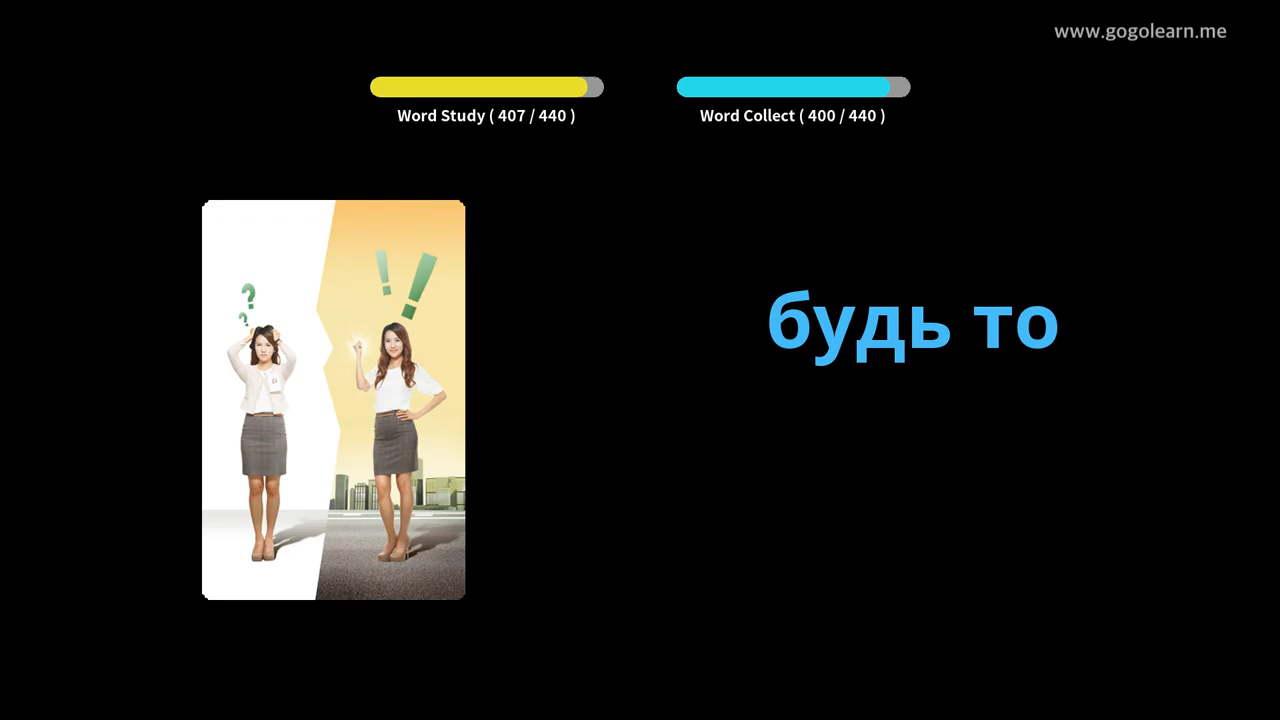 www.gogolearn.me
Word Study ( 407 / 440 )
Word Collect ( 400 / 440 )
? ?
! !
будь то